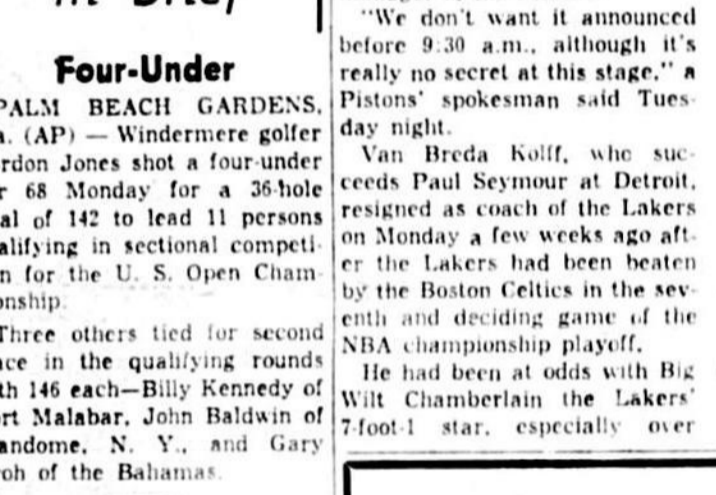 in Brief
Four-Under
PALM BEACH GARDENS,
a. (AP) — Windermere golfer
rdon Jones shot a four-under
r 68 Monday for a 36-hole
al of 142 to lead 11 persons
alifying in sectional competi-
n for the U. S. Open Cham-
onship.
Three others tied for second
ace in the qualifying rounds
th 146 each—Billy Kennedy of
rt Malabar, John Baldwin of
andome, N. Y., and Gary
oh of the Bahamas.
"We don't want it announced
before 9:30 a.m., although it's
really no secret at this stage," a
Pistons' spokesman said Tues-
day night.
Van Breda Kolff, who suc-
ceeds Paul Seymour at Detroit,
resigned as coach of the Lakers
on Monday a few weeks ago aft-
er the Lakers had been beaten
by the Boston Celtics in the sev-
enth and deciding game of the
NBA championship playoff.
He had been at odds with Big
Wilt Chamberlain the Lakers'
7-foot-1 star, especially over